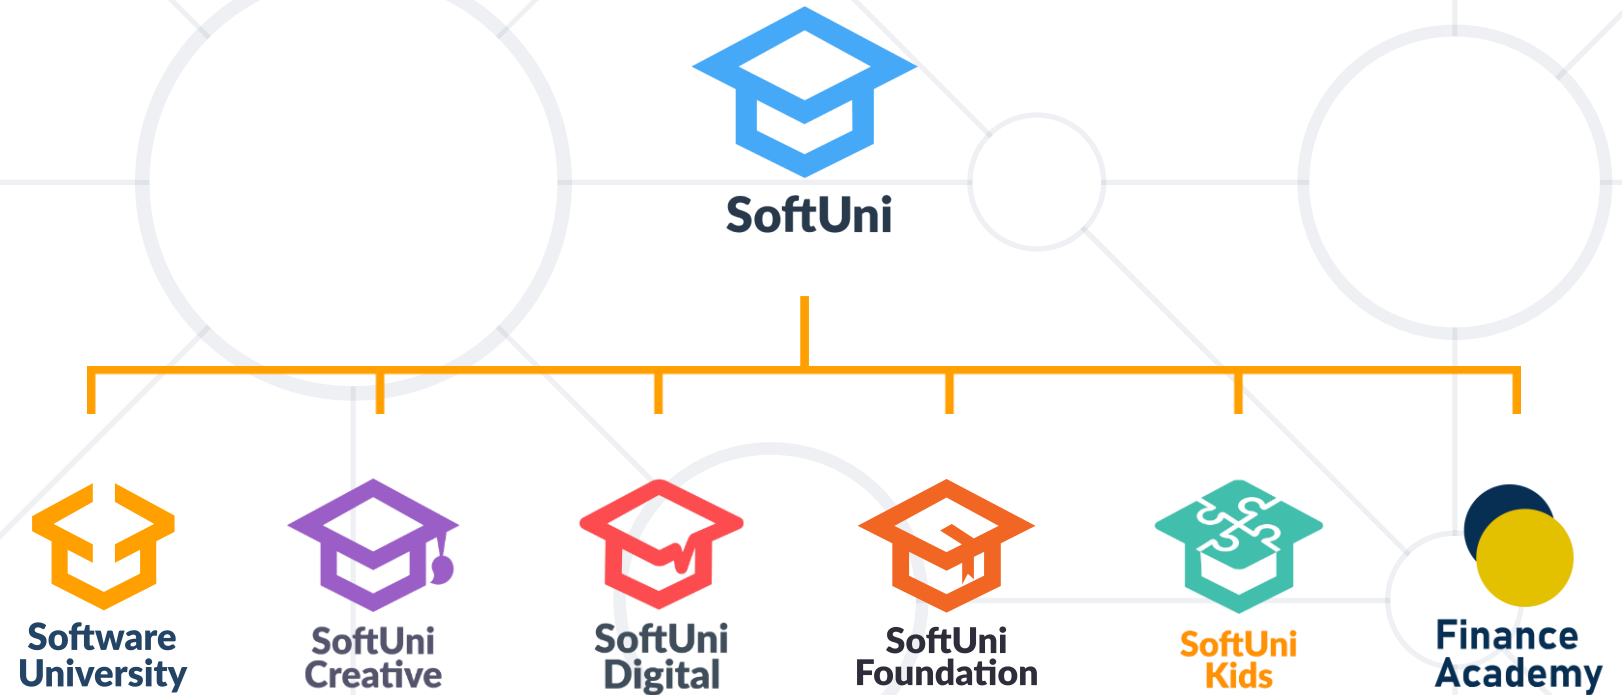 SoftUni
Software
University
SoftUni
Creative
SoftUni
Digital
SoftUni
Foundation
SoftUni
Kids
Finance
Academy